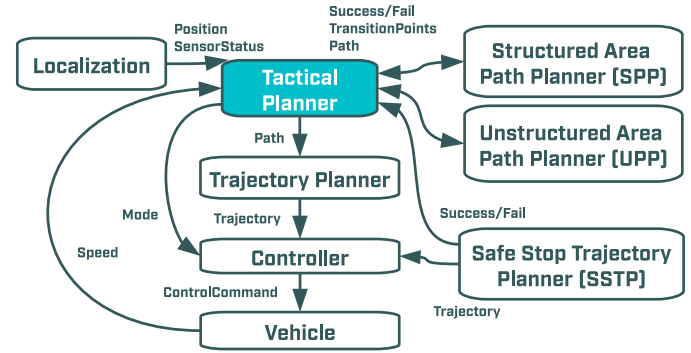 Success/Fail
TransitionPoints
Path
Position
SensorStatus
Localization
Tactical
Planner
Structured Area
Path Planner (SPP)
Unstructured Area
Path Planner (UPP)
Path
Trajectory Planner
Mode
Trajectory
Success/Fail
Speed
Controller
Safe Stop Trajectory
Planner (SSTP)
ControlCommand
Trajectory
Vehicle